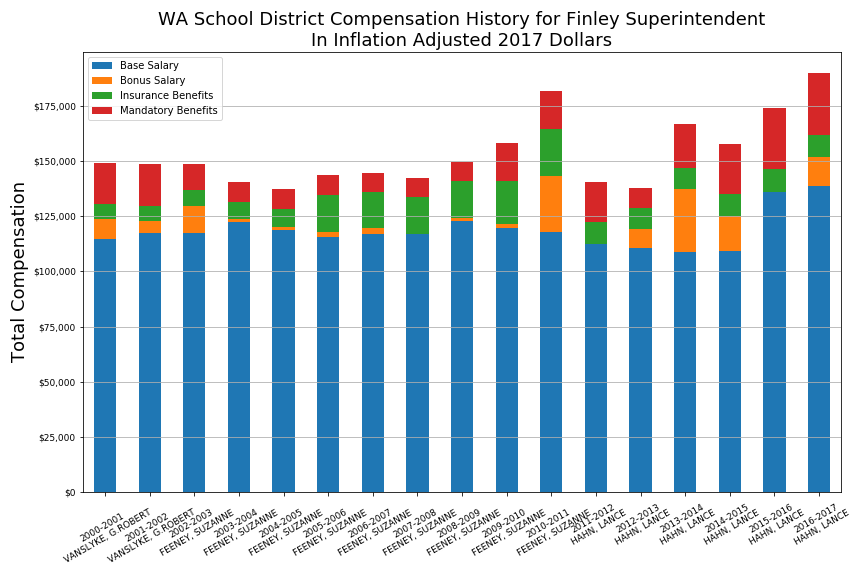 WA School District Compensation History for Finley Superintendent
In Inflation Adjusted 2017 Dollars
Base Salary
Bonus Salary
Insurance Benefits
Mandatory Benefits
Total Compensation
$175,000
$150,000
$125,000
$100,000
$75,000
$50,000
$25,000
$0
2000-2001
VANSLYKE, G.ROBERT
2001-2002
VANSLYKE, G.ROBERT
2002-2003
FEENEY, SUZANNE
2003-2004
FEENEY, SUZANNE
2004-2005
FEENEY, SUZANNE
2005-2006
FEENEY, SUZANNE
2006-2007
FEENEY, SUZANNE
2007-2008
FEENEY, SUZANNE
2008-2009
FEENEY, SUZANNE
2009-2010
FEENEY, SUZANNE
2010-2011
FEENEY, SUZANNE
2011-2012
HAHN, LANCE
2012-2013
HAHN, LANCE
2013-2014
HAHN, LANCE
2014-2015
HAHN, LANCE
2015-2016
HAHN, LANCE
2016-2017
HAHN, LANCE